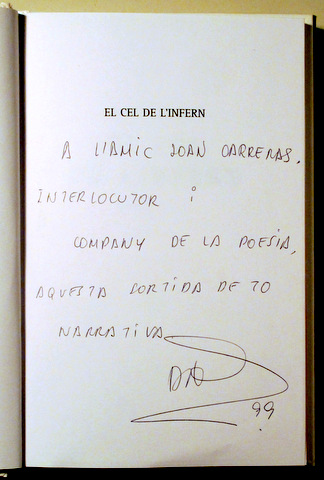 EL CEL DE L'INFERN
A L'AMIC JOAN CARRERAS,
INTERLOCUTOR i
COMPANY DE LA POESIA,
AQUESTA SORTIDA DE TO
NARRATIVA
99